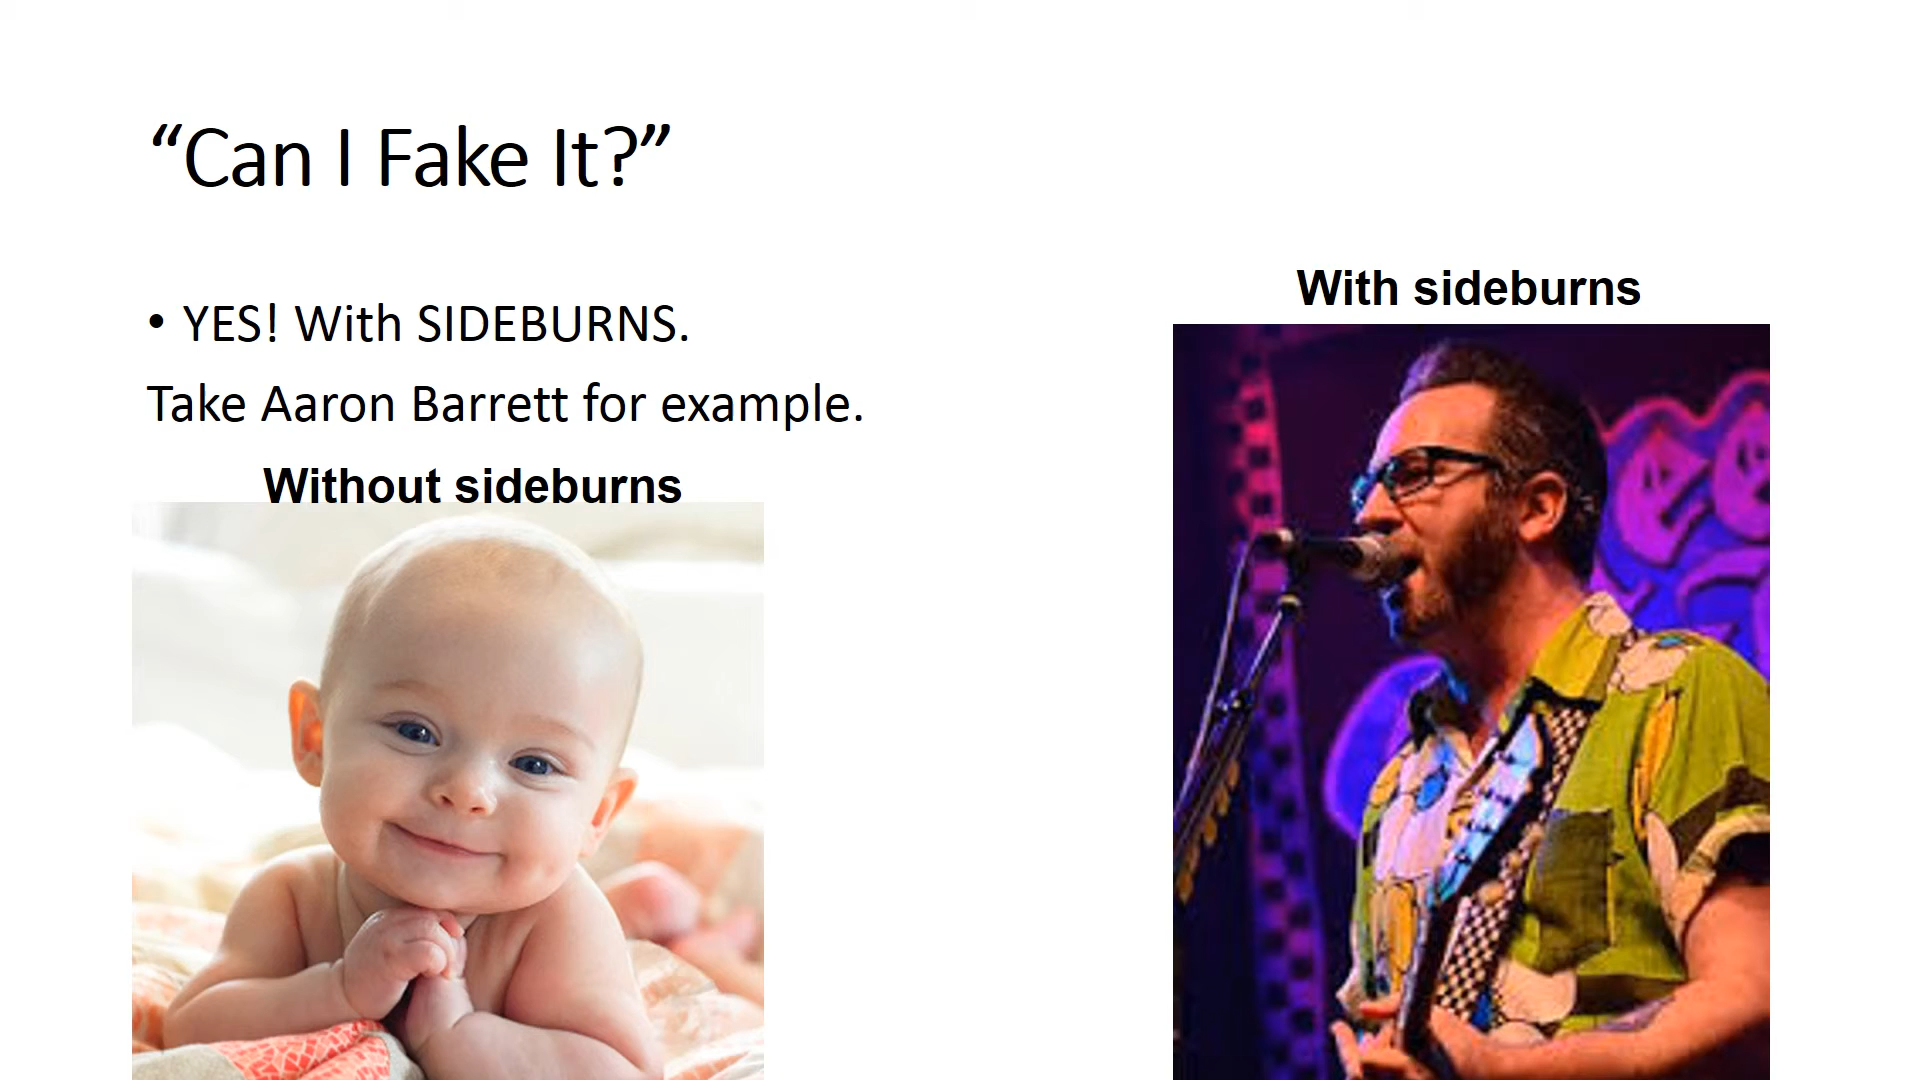 “Can I Fake It?”
• YES! With SIDEBURNS.
Take Aaron Barrett for example.
Without sideburns
With sideburns